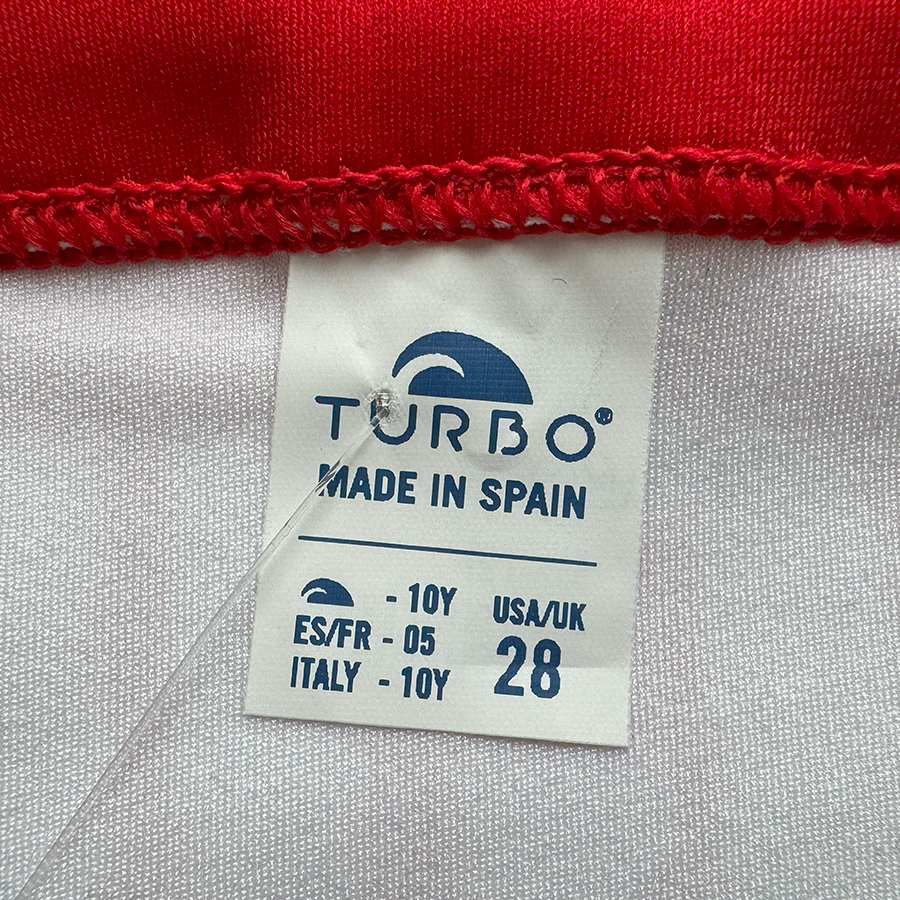 TURBO®
MADE IN SPAIN
- 10Y
ES/FR - 05
ITALY - 10Y
USA/UK
28